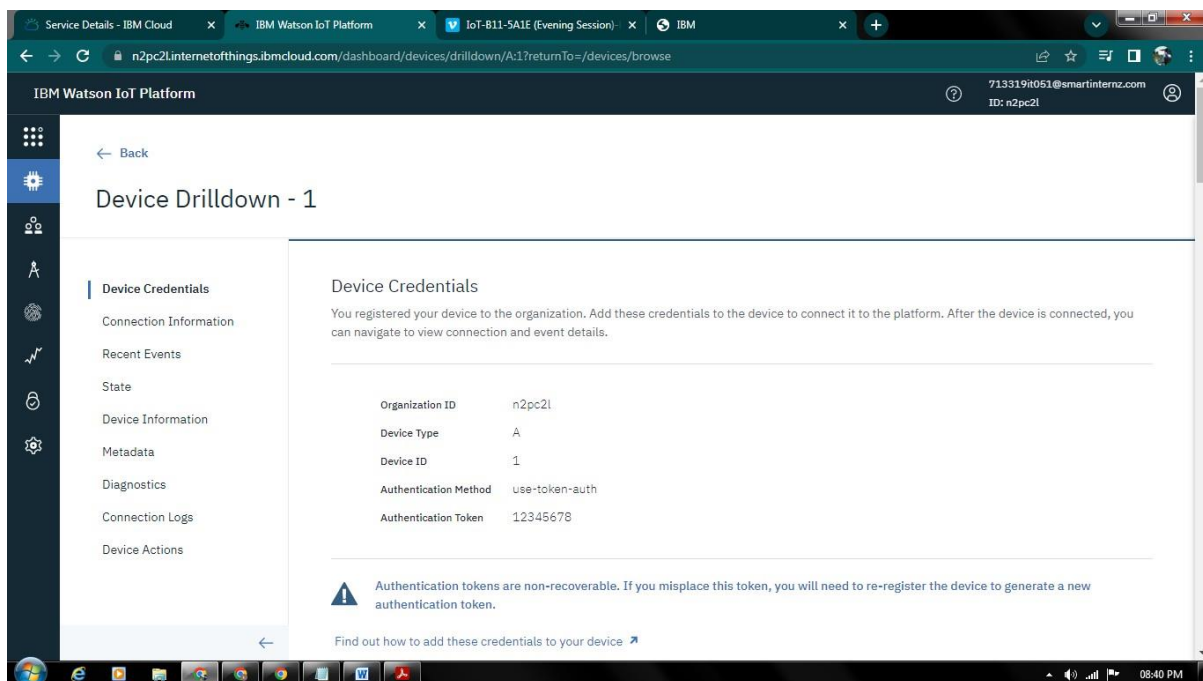 Service Details - IBM Cloud
IBM Watson IoT Platform
IoT-B11-5A1E (Evening Session)-
IBM
n2pc2l.internetofthings.ibmcloud.com/dashboard/devices/drilldown/A:1?returnTo=/devices/browse
IBM Watson IoT Platform
713319it051@smartinternz.com
ID: n2pc2l
Back
Device Drilldown - 1
Device Credentials
Connection Information
Recent Events
State
Device Information
Metadata
Diagnostics
Connection Logs
Device Actions
Device Credentials
You registered your device to the organization. Add these credentials to the device to connect it to the platform. After the device is connected, you
can navigate to view connection and event details.
Organization ID n2pc2l
Device Type A
Device ID 1
Authentication Method use-token-auth
Authentication Token 12345678
Authentication tokens are non-recoverable. If you misplace this token, you will need to re-register the device to generate a new
authentication token.
Find out how to add these credentials to your device
08:40 PM